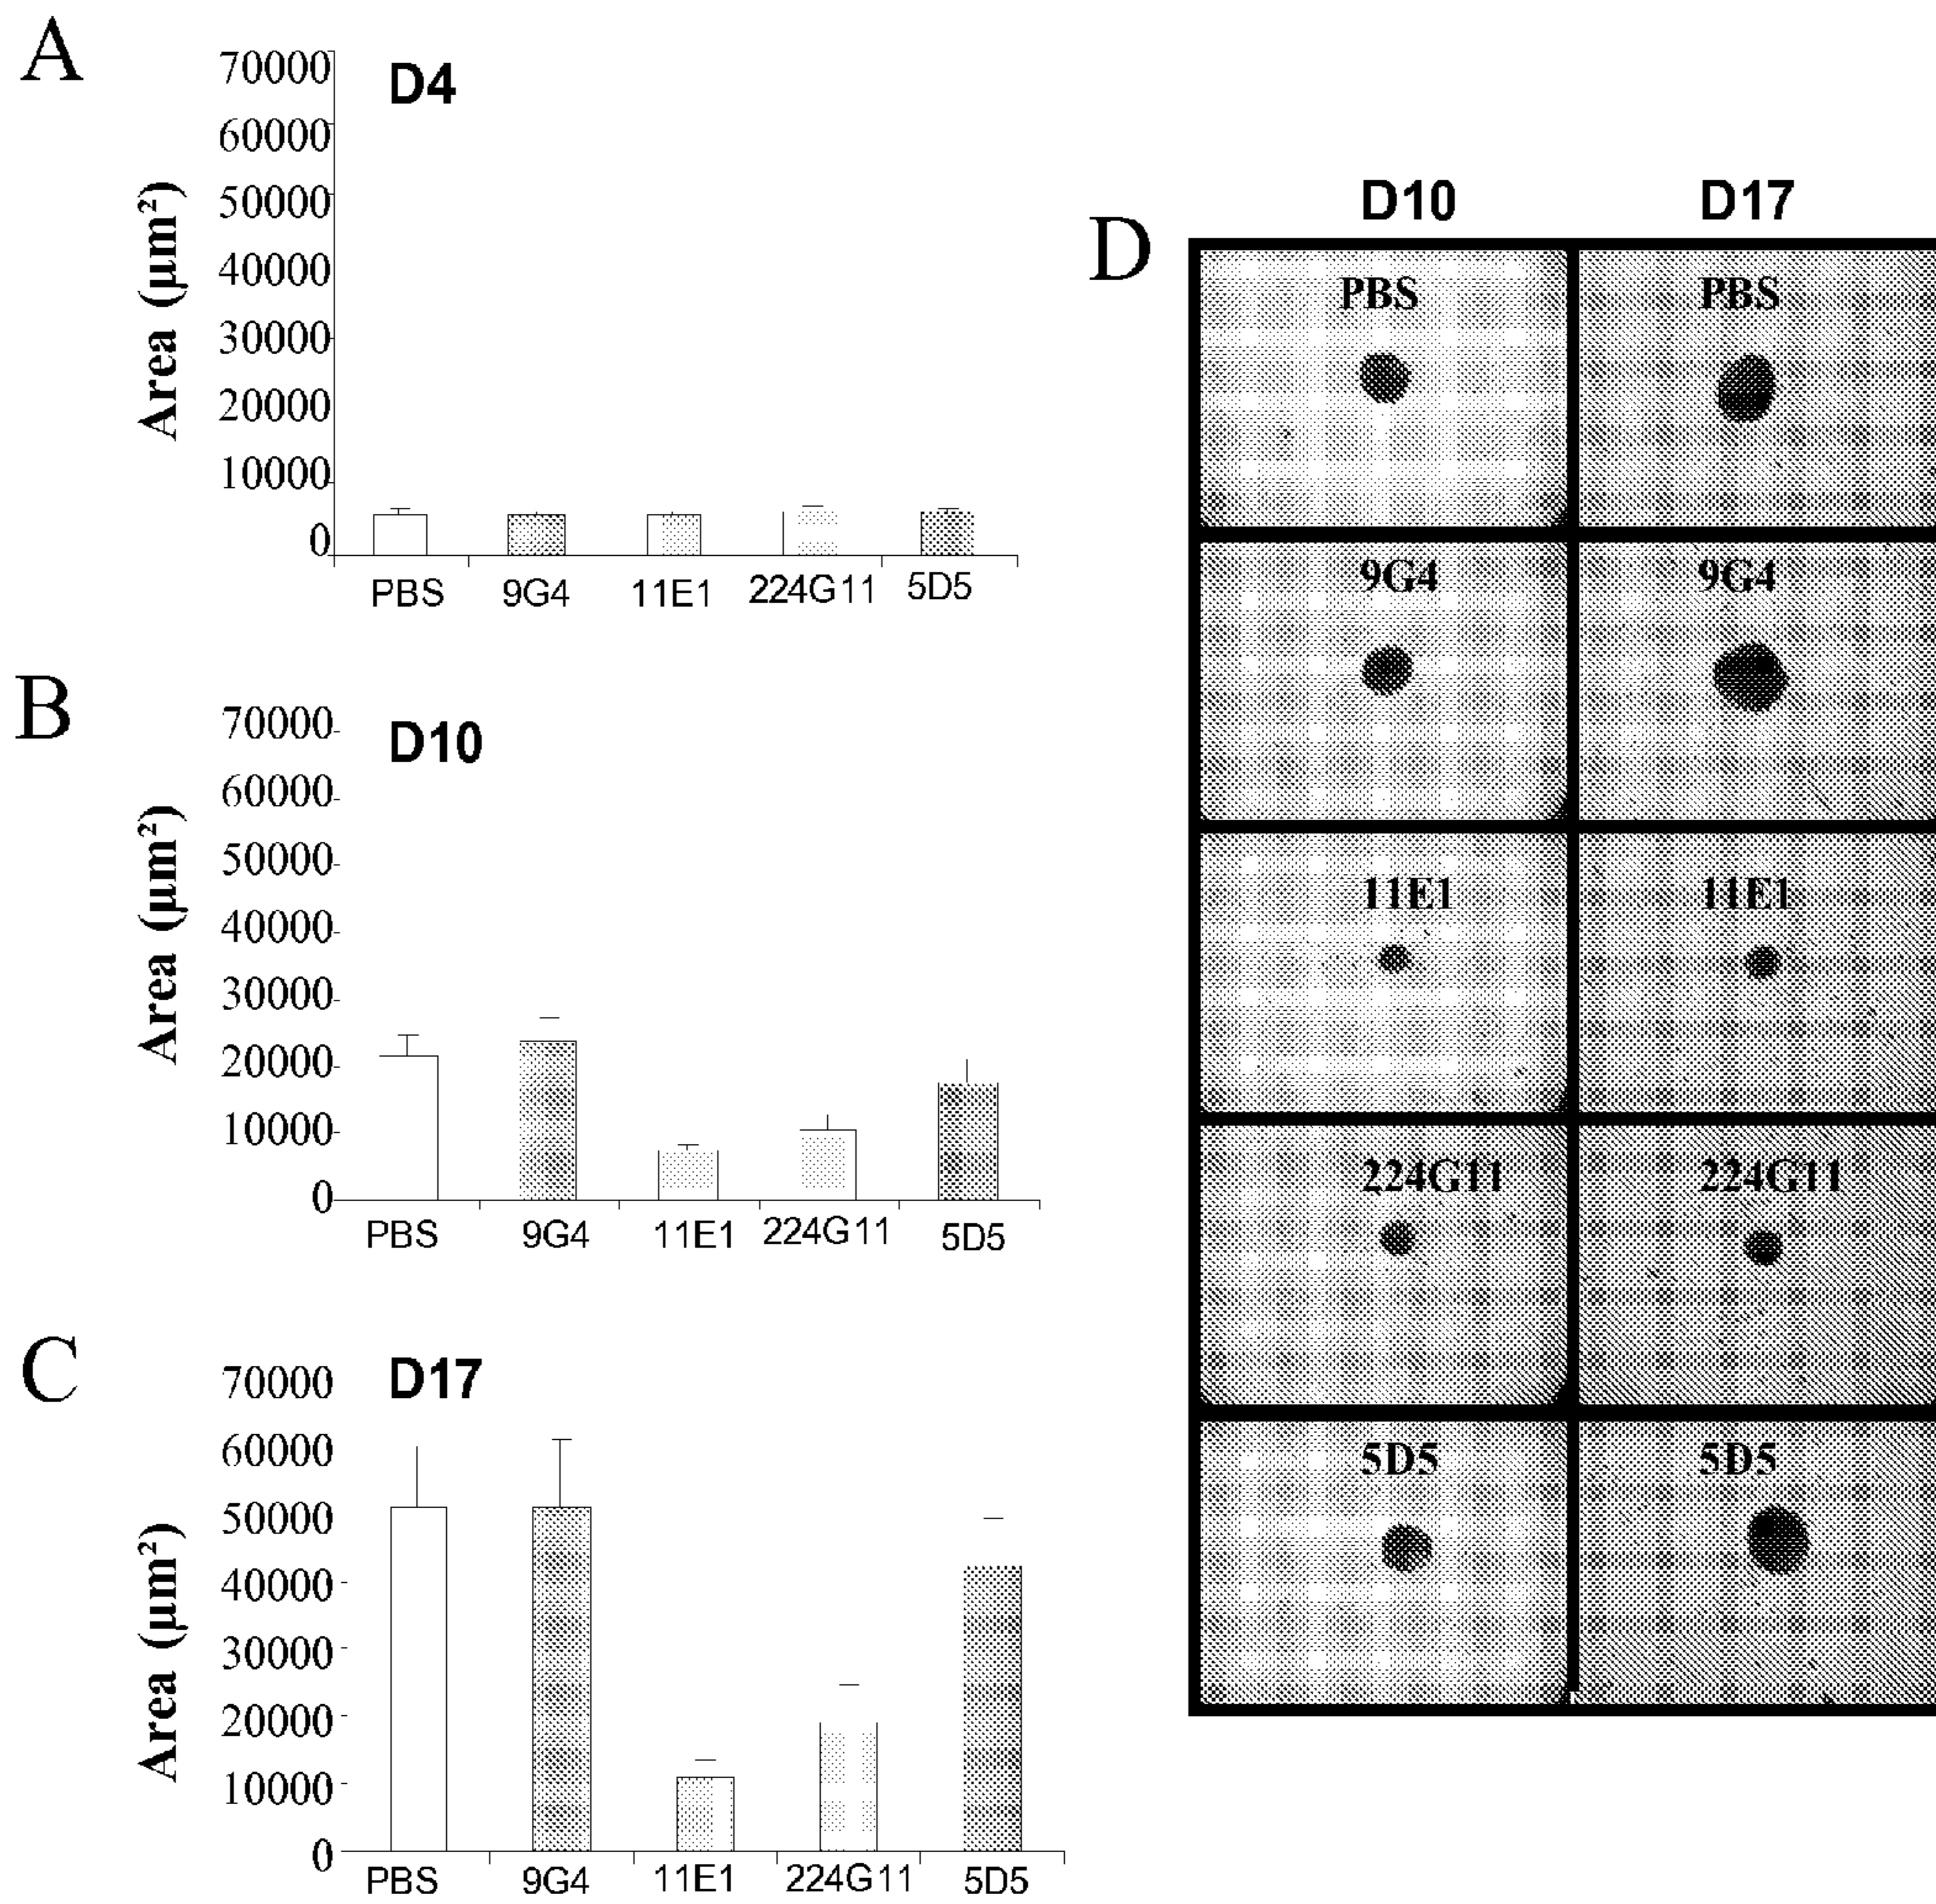 A
D4
Area (µm²)
70000
60000
50000
40000
30000
20000
10000
0
PBS 9G4 11E1 224G11 5D5
B
D10
Area (µm²)
70000
60000
50000
40000
30000
20000
10000
0
PBS 9G4 11E1 224G11 5D5
C
D17
Area (µm²)
70000
60000
50000
40000
30000
20000
10000
0
PBS 9G4 11E1 224G11 5D5
D
D10 D17
PBS PBS
9G4 9G4
11E1 11E1
224G11 224G11
5D5 5D5